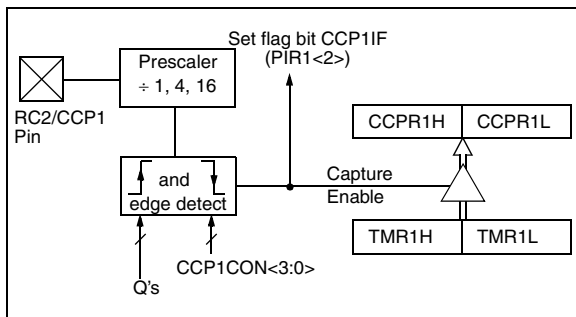 Set flag bit CCP1IF
(PIR1<2>)
Prescaler
÷ 1, 4, 16
RC2/CCP1
Pin
CCPR1H
CCPR1L
and
edge detect
Capture
Enable
TMR1H
TMR1L
CCP1CON<3:0>
Q's